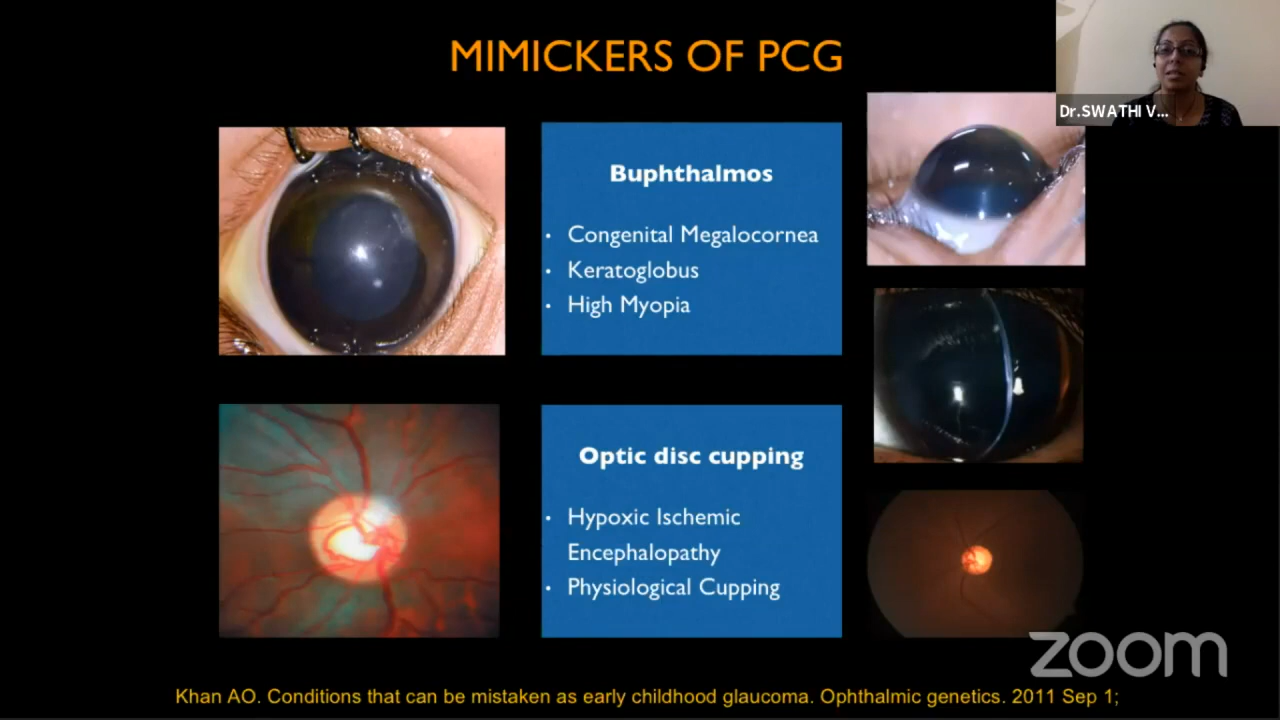 MIMICKERS OF PCG
Dr.SWATHI V...
Buphthalmos
• Congenital Megalocornea
• Keratoglobus
• High Myopia
Optic disc cupping
• Hypoxic Ischemic
Encephalopathy
• Physiological Cupping
zoom
Khan AO. Conditions that can be mistaken as early childhood glaucoma. Ophthalmic genetics. 2011 Sep 1;